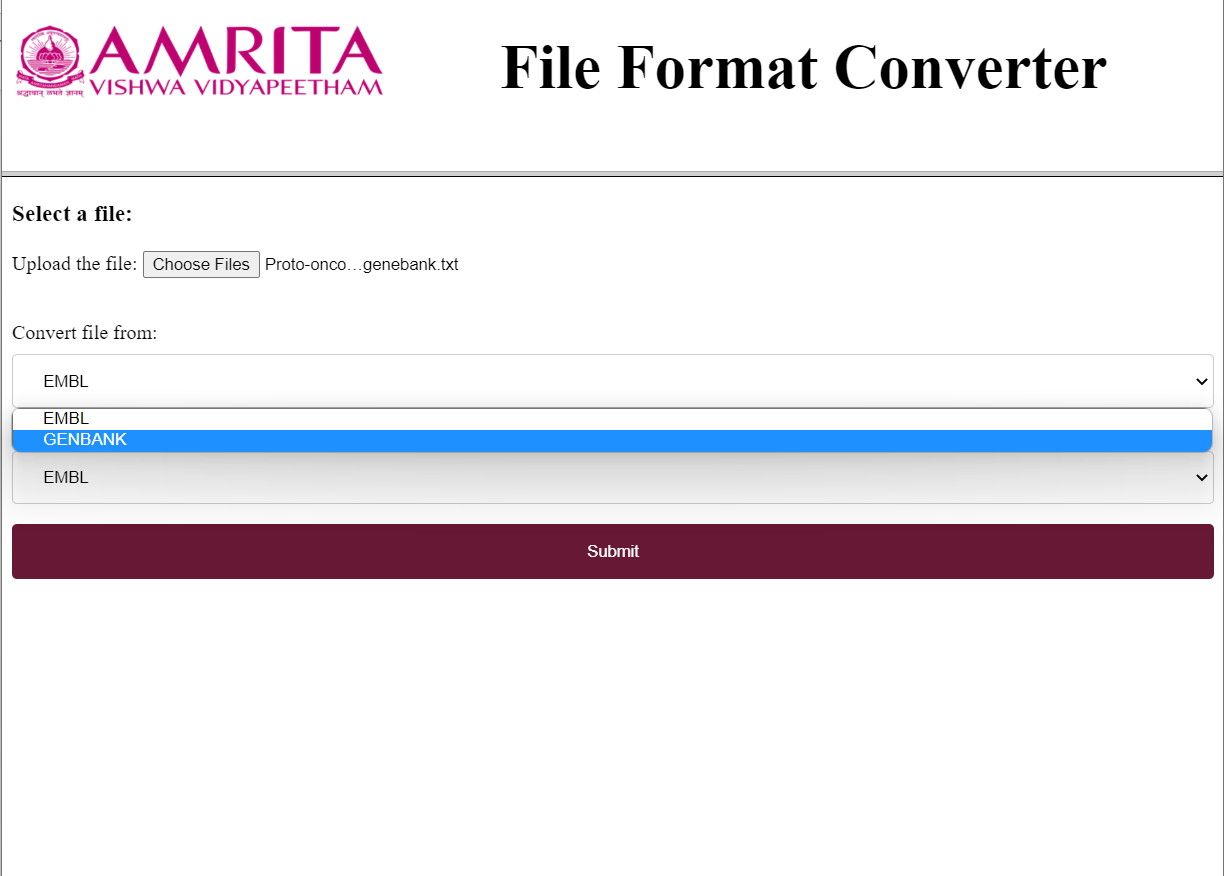 AMRITA
VISHWA VIDYAPEETHAM
श्रद्धावान् लभते ज्ञानम्
File Format Converter
Select a file:
Upload the file: Choose Files Proto-onco…genebank.txt
Convert file from:
EMBL
EMBL
GENBANK
EMBL
Submit